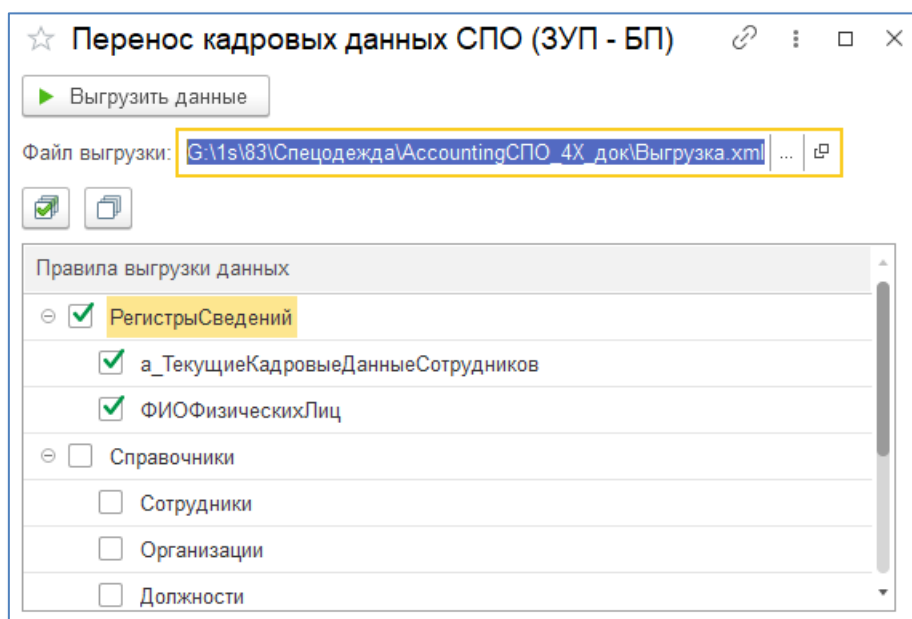 Перенос кадровых данных СПО (ЗУП - БП)
Выгрузить данные
Файл выгрузки: G:\1s\83\Спецодежда\AccountingСПО_4X_док\Выгрузка.xml ...
Правила выгрузки данных
РегистрыСведений
а_ТекущиеКадровыеДанныеСотрудников
ФИОФизическихЛиц
Справочники
Сотрудники
Организации
Должности